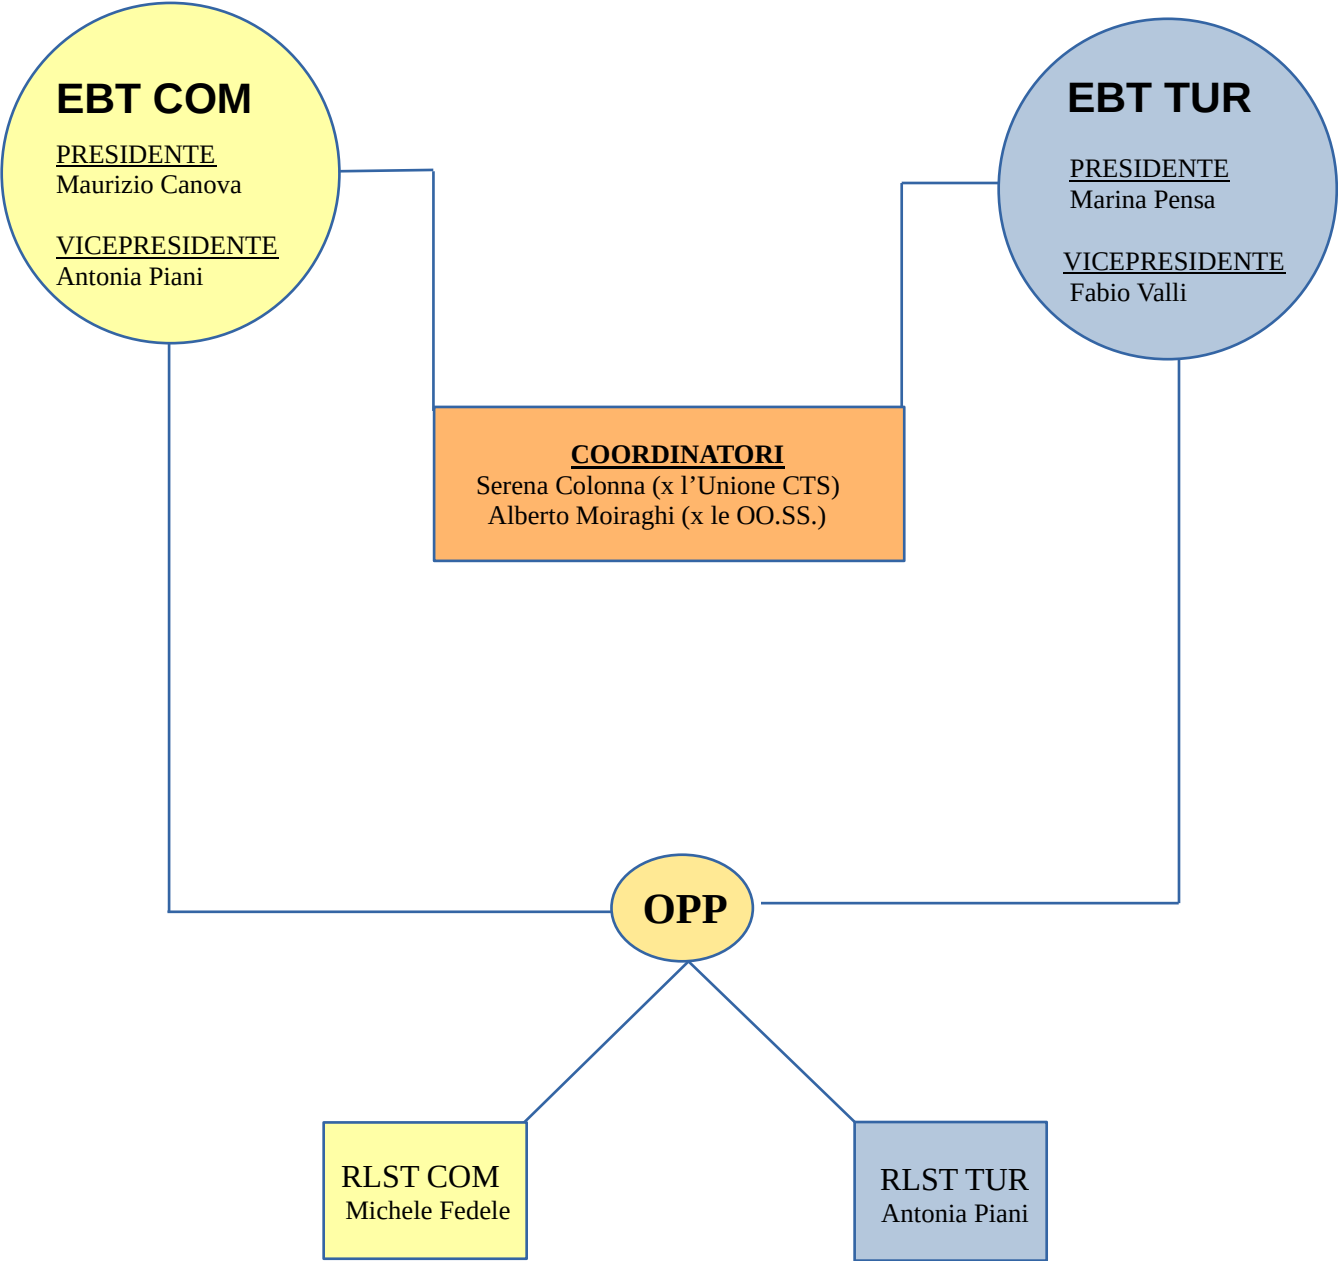 EBT COM
PRESIDENTE
Maurizio Canova
VICEPRESIDENTE
Antonia Piani
EBT TUR
PRESIDENTE
Marina Pensa
VICEPRESIDENTE
Fabio Valli
COORDINATORI
Serena Colonna (x l’Unione CTS)
Alberto Moiraghi (x le OO.SS.)
OPP
RLST COM
Michele Fedele
RLST TUR
Antonia Piani